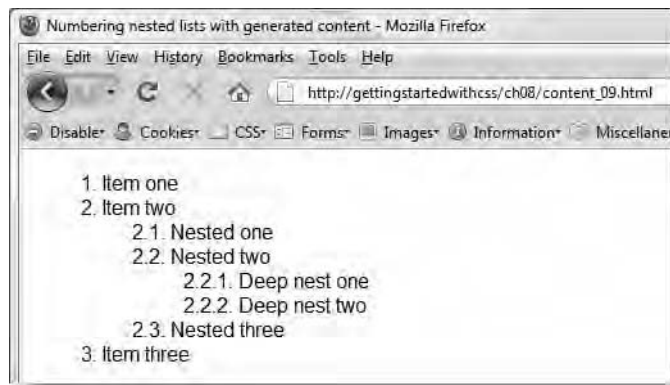 Numbering nested lists with generated content - Mozilla Firefox
File Edit View History Bookmarks Tools Help
http://gettingstartedwithcss/ch08/content_09.html
Disable Cookies CSS Forms Images Information Miscellane
1. Item one
2. Item two
2.1. Nested one
2.2. Nested two
2.2.1. Deep nest one
2.2.2. Deep nest two
2.3. Nested three
3. Item three